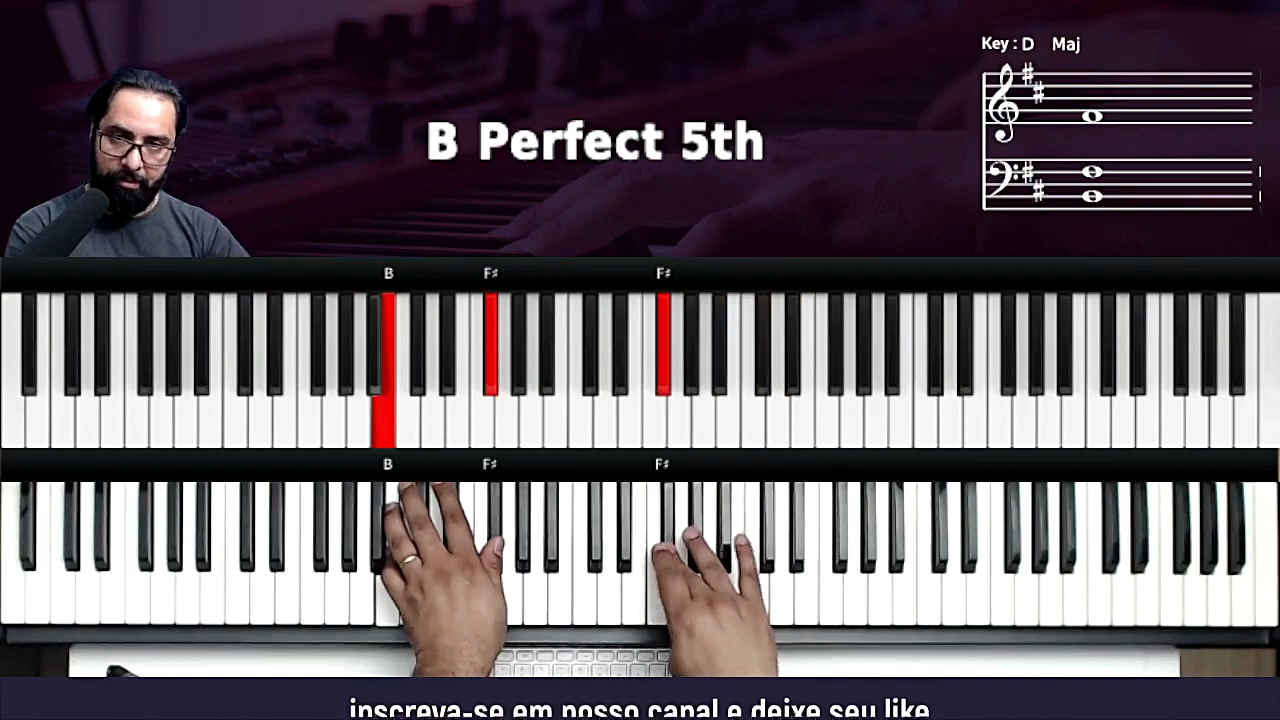 Key : D Maj
B Perfect 5th
B F♯ F♯
B F♯ F♯
inscreva-se em nosso canal e deixe seu like